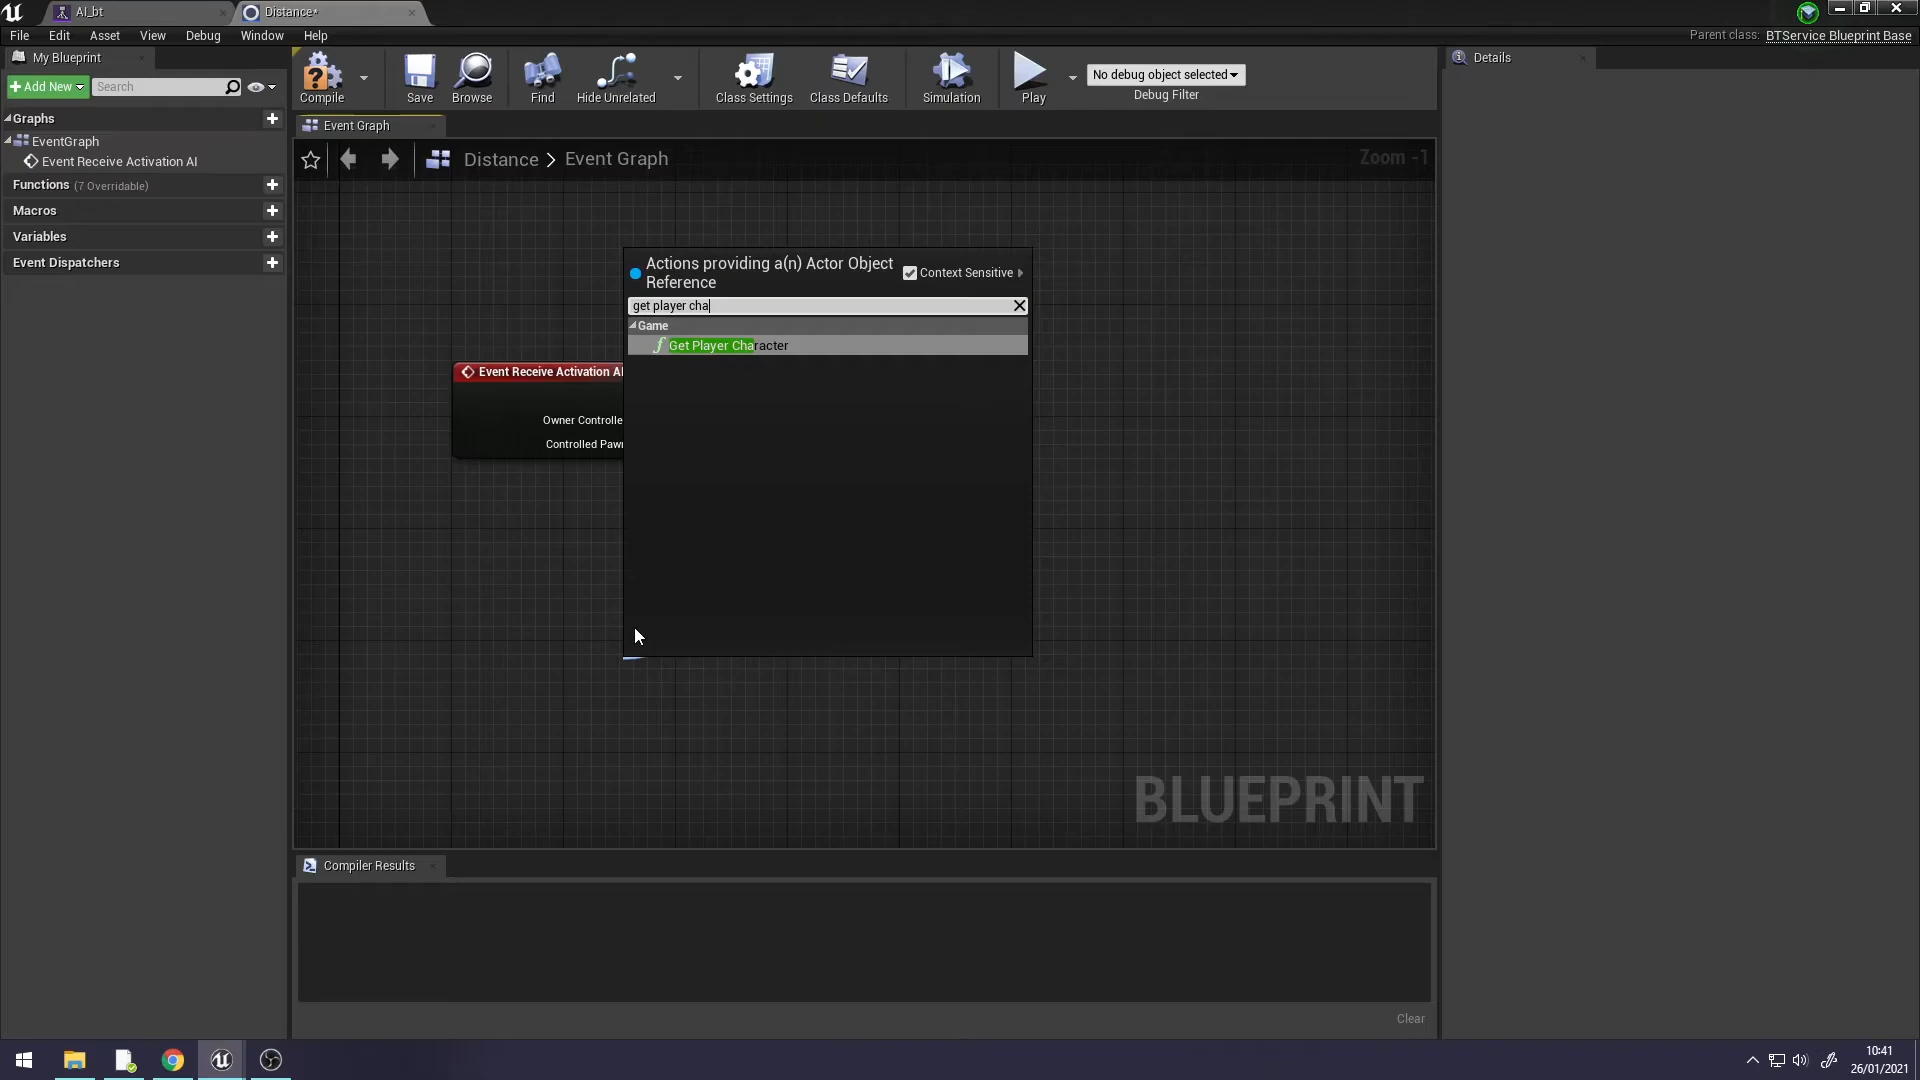 AI_bt
Distance*
File Edit Asset View Debug Window Help
Parent class: BTService Blueprint Base
My Blueprint
Details
Add New
Search
Compile
Save
Browse
Find
Hide Unrelated
Class Settings
Class Defaults
Simulation
Play
No debug object selected
Debug Filter
Graphs
EventGraph
Event Receive Activation AI
Functions (7 Overridable)
Macros
Variables
Event Dispatchers
Event Graph
Distance > Event Graph
Zoom -1
Actions providing a(n) Actor Object
Reference
Context Sensitive
get player cha
Game
f Get Player Character
Event Receive Activation AI
Owner Controlle
Controlled Pawn
BLUEPRINT
Compiler Results
Clear
10:41
26/01/2021